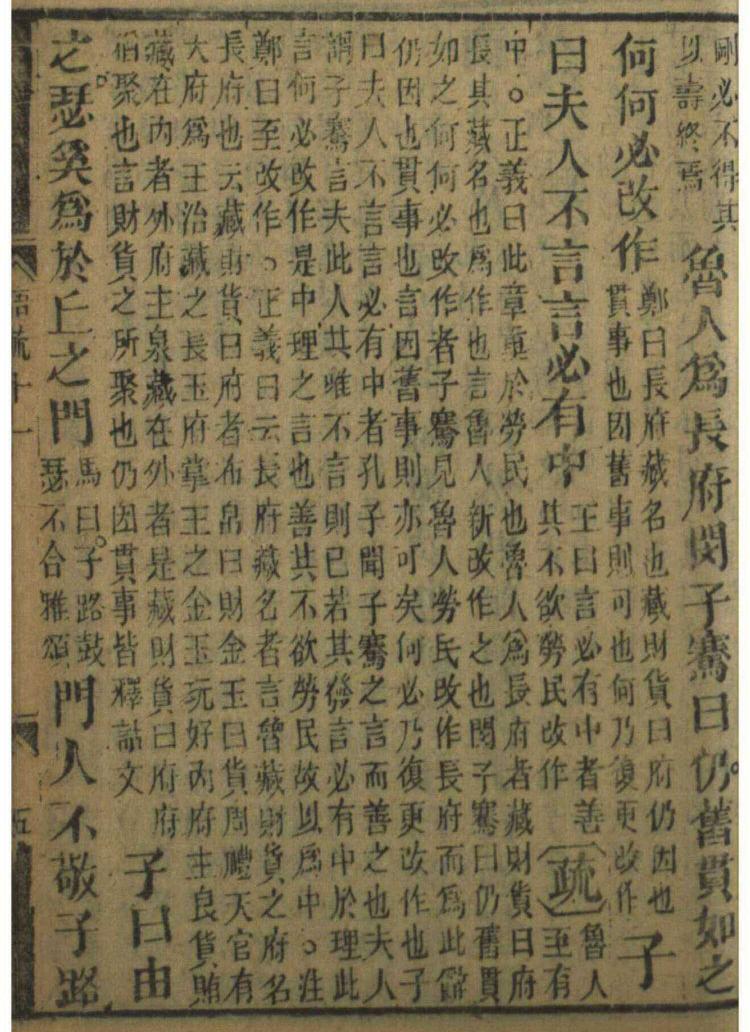 剛必不得其
以壽終焉
魯人爲長府閔子騫曰仍舊貫如之
何何必改作
鄭曰長府藏名也藏財貨曰府仍因也
貫事也因舊事則可也何乃復更改作
子
曰夫人不言言必有中
王曰言必有中者善
其不欲勞民改作
疏
魯人
至有
中。正義曰此章重於勞民也魯人爲長府者藏財貨曰府
長其藏名也爲作也言魯人新改作之也閔子騫曰仍舊貫
如之何何必改作者子騫見魯人勞民改作長府而爲此辭
仍因也貫事也言因舊事則亦可矣何必乃復更改作也子
曰夫人不言言必有中者孔子聞子騫之言而善之也夫人
謂子騫言夫此人其唯不言則已若其發言必有中於理此
言何必改作是中理之言也善其不欲勞民故以爲中。注
鄭曰至改作。正義曰云長府藏名者言魯藏財貨之府名
長府也云藏財貨曰府者布帛曰財金玉曰貨周禮天官有
大府爲王治藏之長玉府掌王之金玉玩好內府主良貨賄
藏在內者外府主泉藏在外者是藏財貨曰府府
猶聚也言財貨之所聚也仍因貫事皆釋詁文
子曰由
之瑟奚爲於丘之門
馬曰子路鼓
瑟不合雅頌
門人不敬子路
語疏十一
五